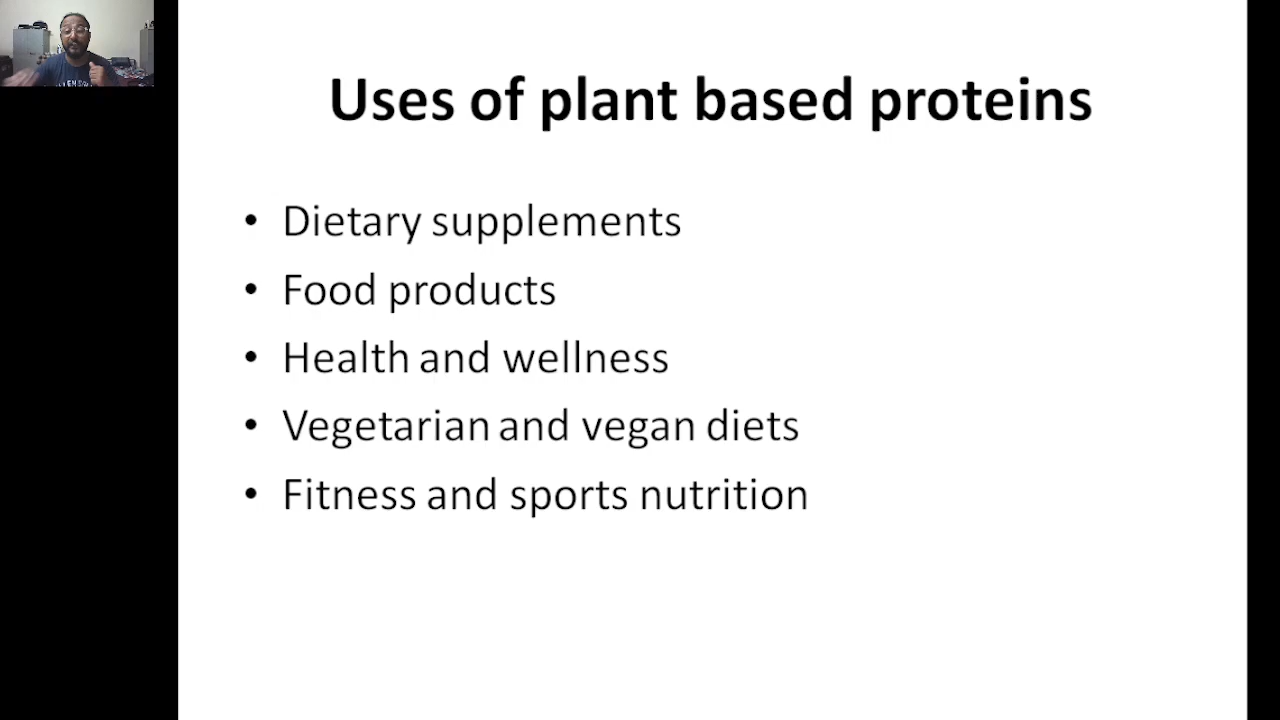 Uses of plant based proteins
• Dietary supplements
• Food products
• Health and wellness
• Vegetarian and vegan diets
• Fitness and sports nutrition